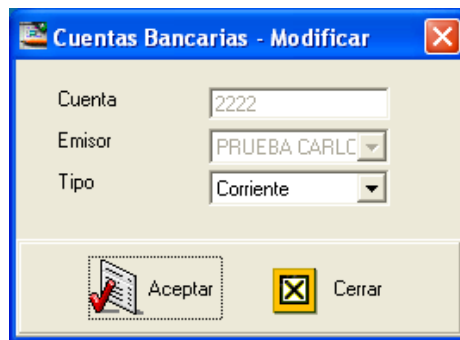 Cuentas Bancarias - Modificar
Cuenta 2222
Emisor PRUEBA CARLC
Tipo Corriente
Aceptar Cerrar